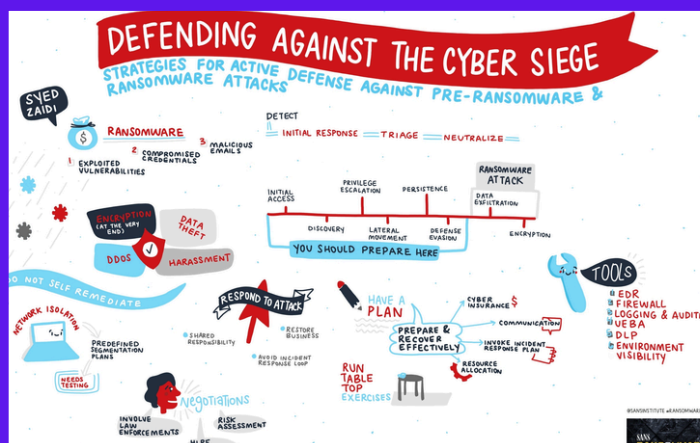 DEFENDING AGAINST THE CYBER SIEGE
STRATEGIES FOR ACTIVE DEFENSE AGAINST PRE-RANSOMWARE &
RANSOMWARE ATTACKS
SYED
ZAIDI
$
RANSOMWARE
1 EXPLOITED
VULNERABILITIES
2 COMPROMISED
CREDENTIALS
3 MALICIOUS
EMAILS
DETECT
INITIAL RESPONSE
TRIAGE
NEUTRALIZE
RANSOMWARE
ATTACK
INITIAL
ACCESS
PRIVILEGE
ESCALATION
PERSISTENCE
DATA
EXFILTRATION
DISCOVERY
LATERAL
MOVEMENT
DEFENSE
EVASION
ENCRYPTION
YOU SHOULD PREPARE HERE
ENCRYPTION
(AT THE VERY
END)
DATA
THEFT
DDOS
HARASSMENT
DO NOT SELF REMEDIATE
NETWORK ISOLATION
PREDEFINED
SEGMENTATION
PLANS
NEEDS
TESTING
RESPOND TO ATTACK
SHARED
RESPONSIBILITY
RESTORE
BUSINESS
AVOID INCIDENT
RESPONSE LOOP
HAVE A
PLAN
PREPARE &
RECOVER
EFFECTIVELY
CYBER
INSURANCE $
COMMUNICATION
INVOKE INCIDENT
RESPONSE PLAN
RESOURCE
ALLOCATION
RUN
TABLE
TOP
EXERCISES
TOOLS
EDR
FIREWALL
LOGGING & AUDIT
UEBA
DLP
ENVIRONMENT
VISIBILITY
Negotiations
INVOLVE
LAW
ENFORCEMENTS
RISK
ASSESSMENT
HIRE
@SANSINSTITUTE
SANS